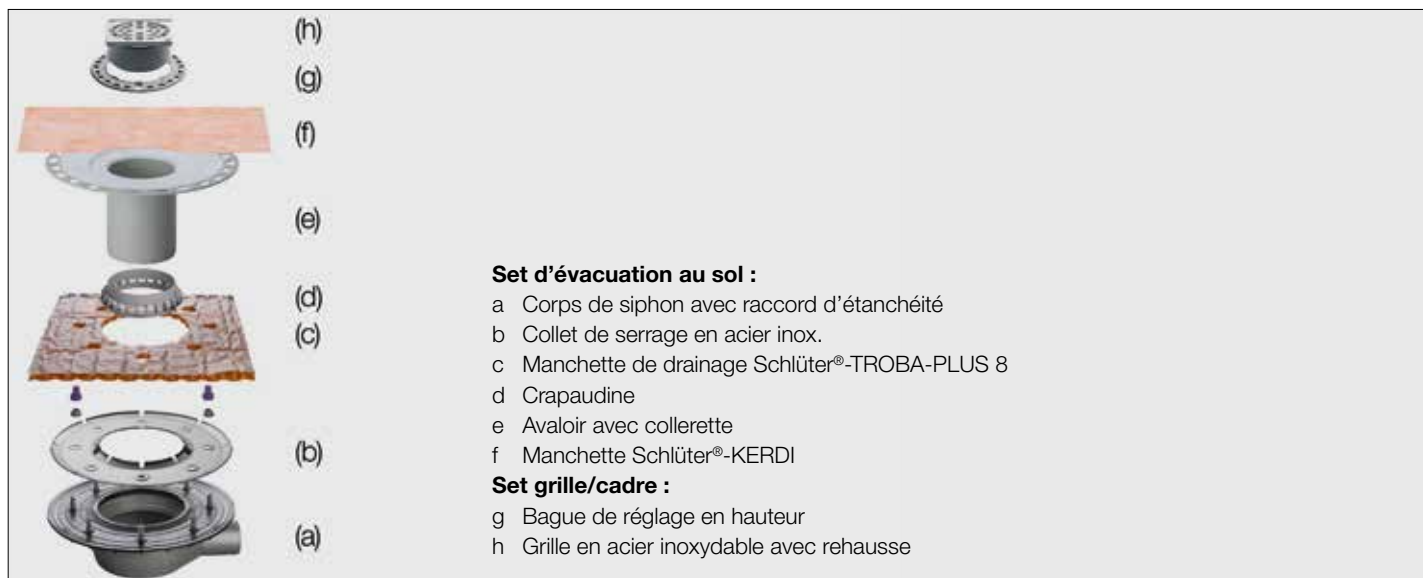 (h)
(g)
(f)
(e)
(d)
(c)
(b)
(a)
Set d’évacuation au sol :
a Corps de siphon avec raccord d’étanchéité
b Collet de serrage en acier inox.
c Manchette de drainage Schlüter®-TROBA-PLUS 8
d Crapaudine
e Avaloir avec collerette
f Manchette Schlüter®-KERDI
Set grille/cadre :
g Bague de réglage en hauteur
h Grille en acier inoxydable avec rehausse